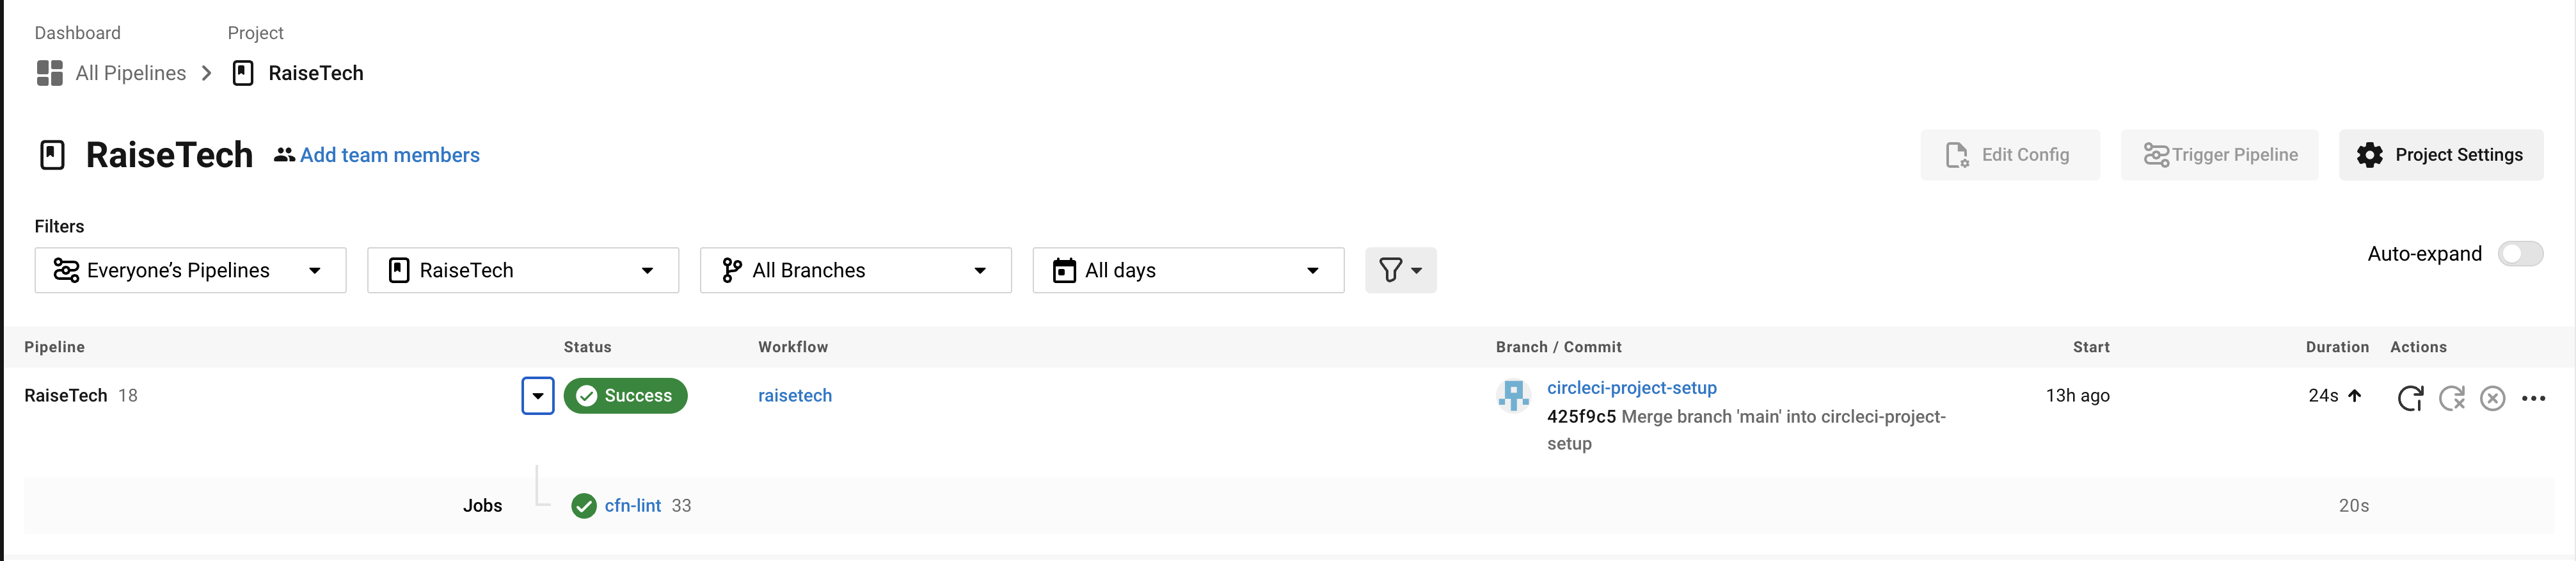 Dashboard Project
All Pipelines RaiseTech
RaiseTech Add team members Edit Config Trigger Pipeline Project Settings
Filters
Everyone’s Pipelines RaiseTech All Branches All days Auto-expand
Pipeline Status Workflow Branch / Commit Start Duration Actions
RaiseTech 18 Success raisetech circleci-project-setup 13h ago 24s
425f9c5 Merge branch 'main' into circleci-project-
setup
Jobs cfn-lint 33 20s